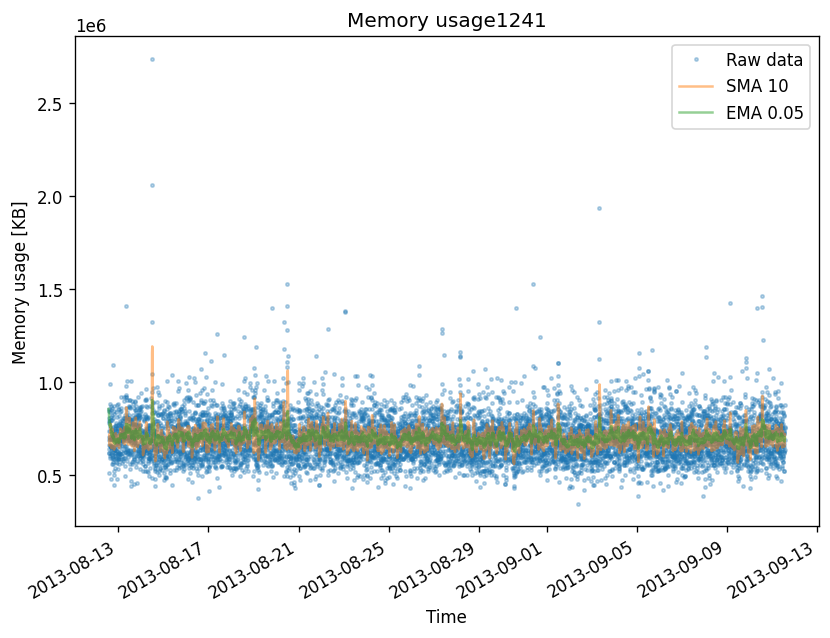 Memory usage1241
1e6
Raw data
SMA 10
EMA 0.05
2.5
2.0
1.5
1.0
0.5
Memory usage [KB]
2013-08-13
2013-08-17
2013-08-21
2013-08-25
2013-08-29
2013-09-01
2013-09-05
2013-09-09
2013-09-13
Time